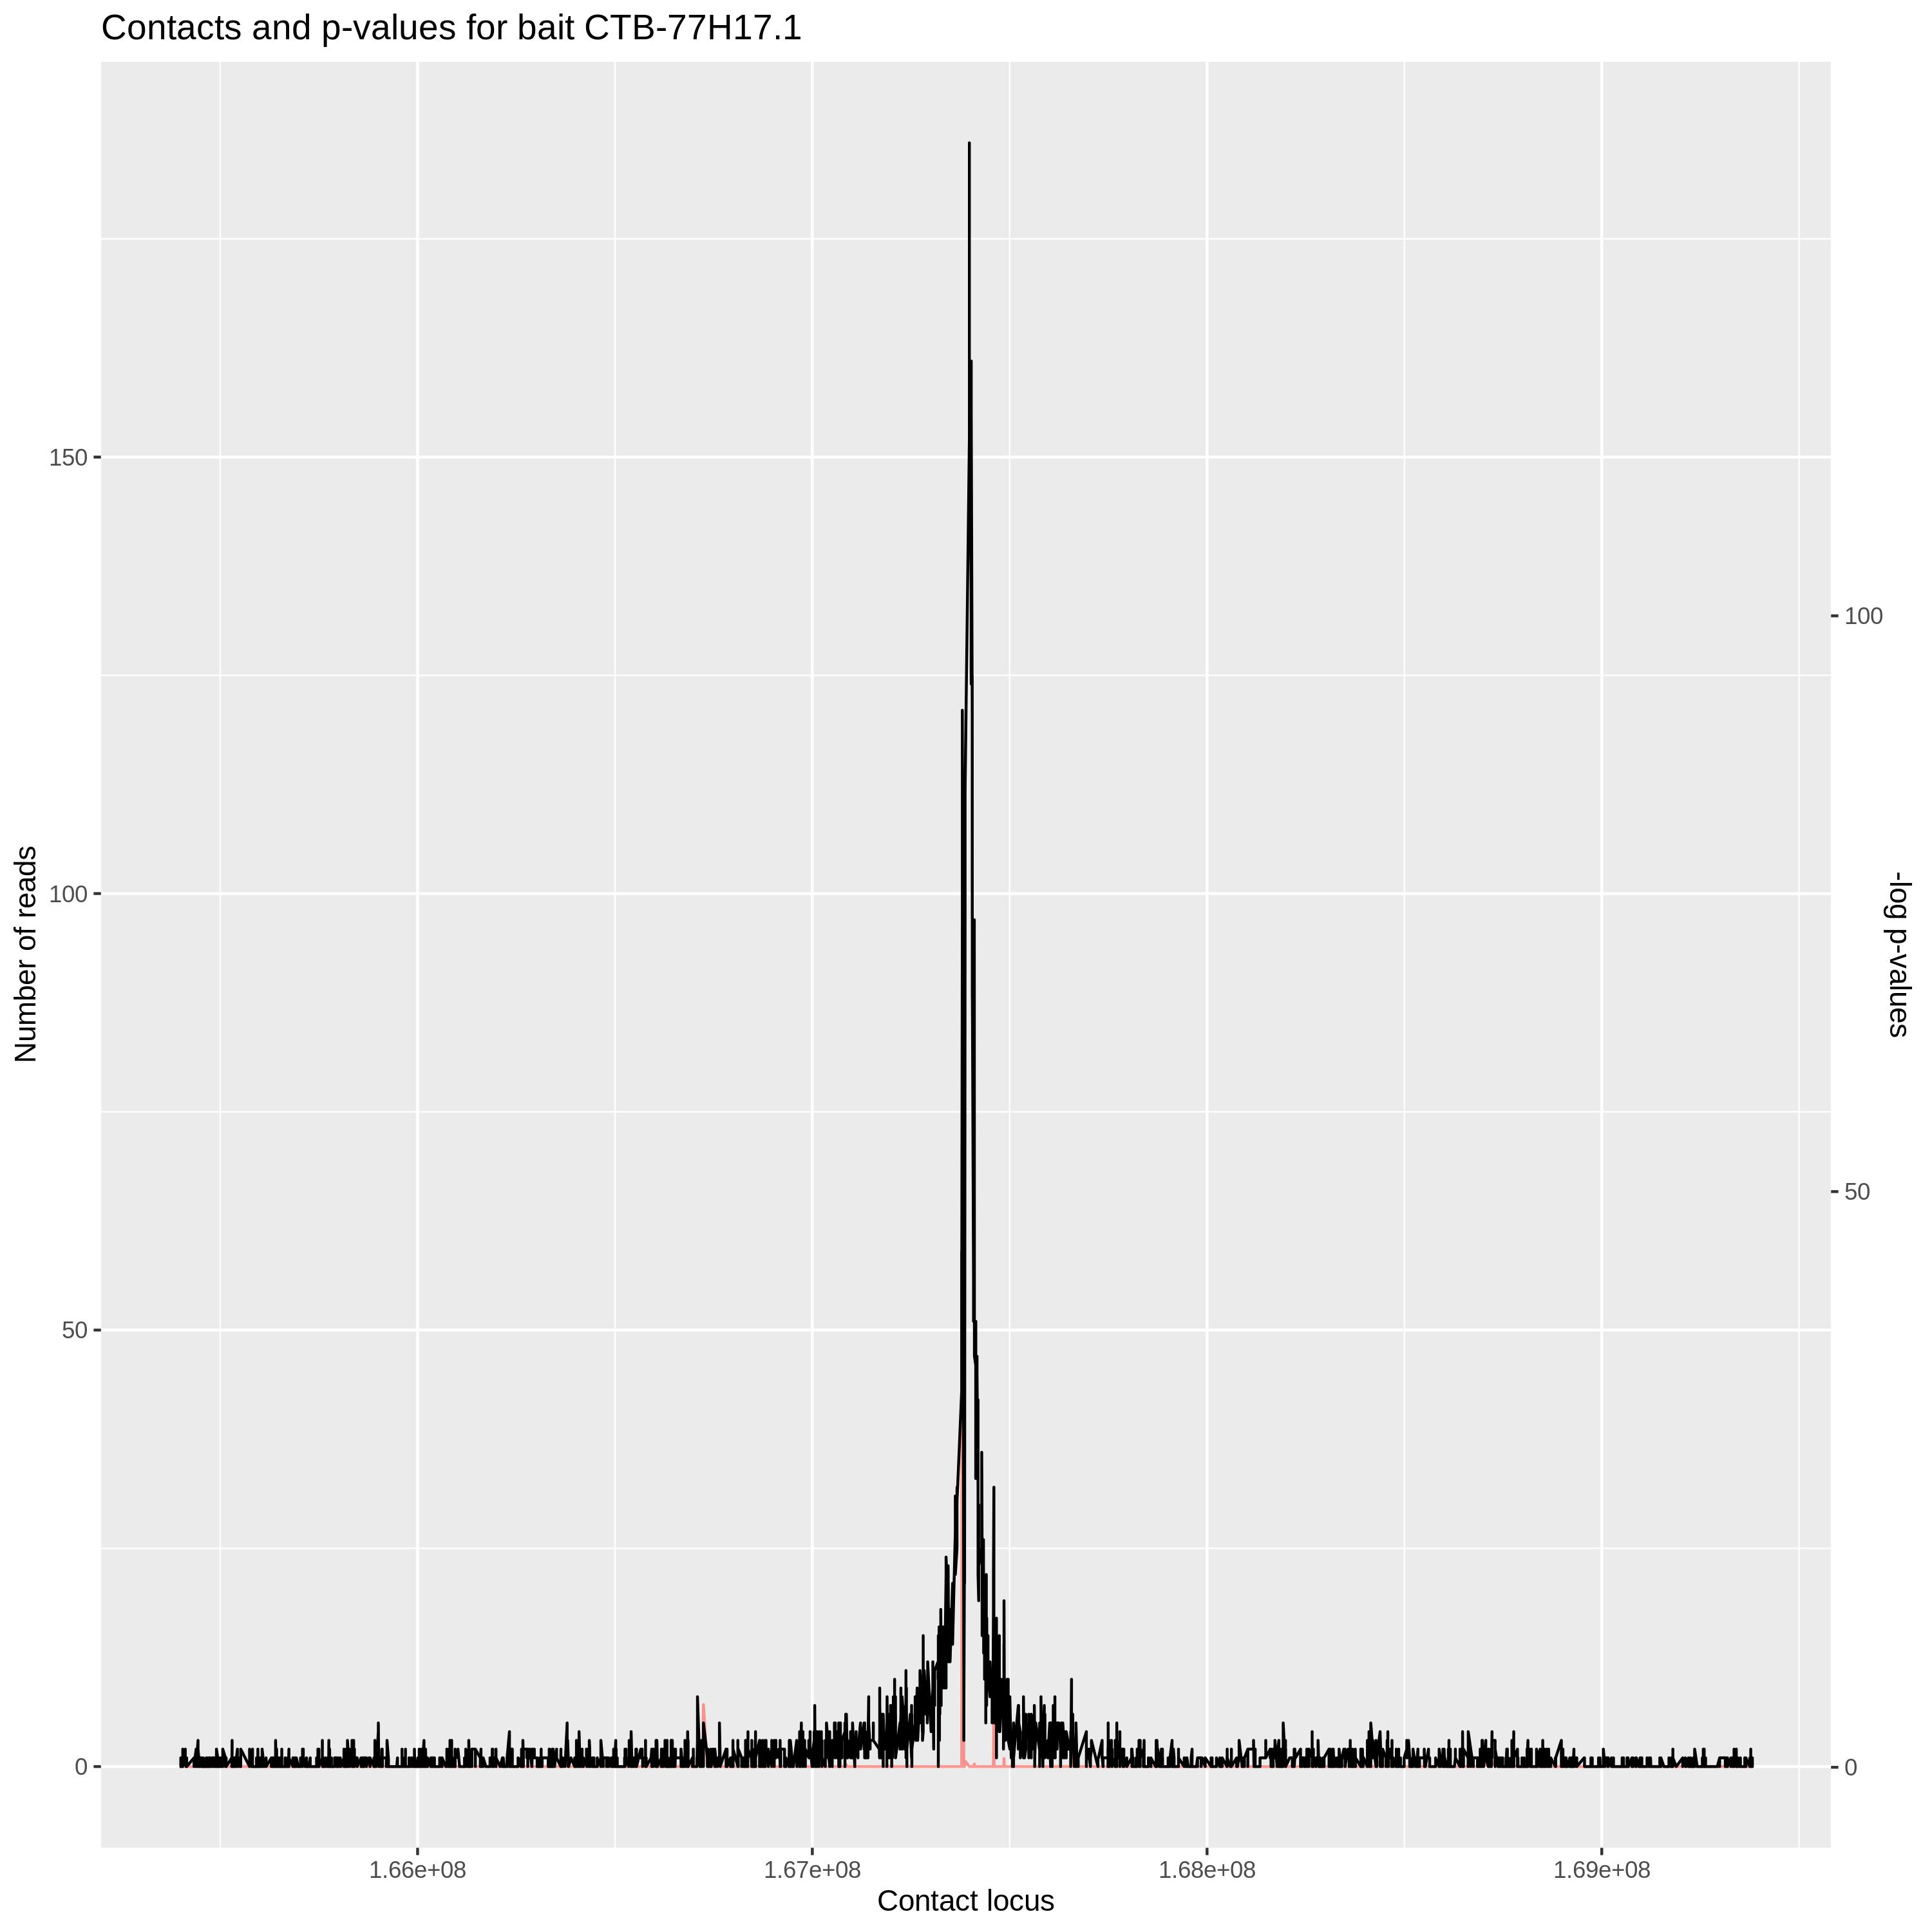 Contacts and p-values for bait CTB-77H17.1
150
100
50
0
Number of reads
100
50
0
-log p-values
1.66e+08 1.67e+08 1.68e+08 1.69e+08
Contact locus